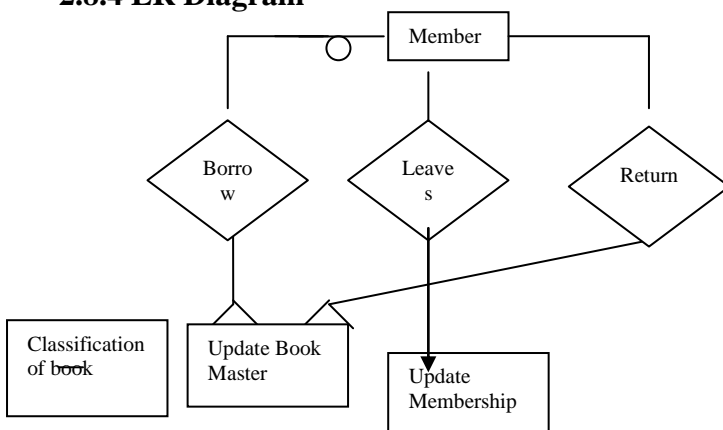 2.8.4 ER Diagram
Member
Borro
w
Leave
s
Return
Classification
of book
Update Book
Master
Update
Membership